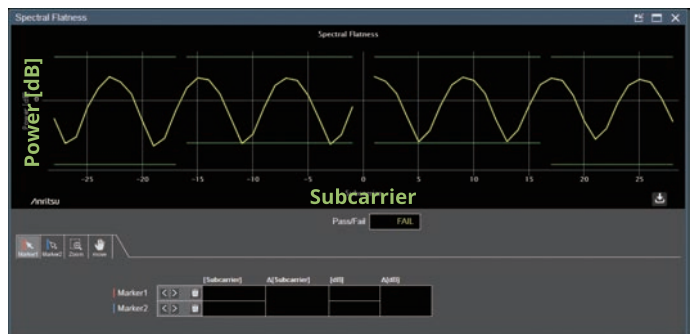 Spectral Flatness
Spectral Flatness
Power [dB]
-25 -20 -15 -10 -5 0 5 10 15 20 25
Subcarrier
Anritsu
Pass/Fail FAIL
Marker1 Marker2 Zoom move
[Subcarrier] Δ[Subcarrier] [dB] Δ[dB]
Marker1 < | >
Marker2 < | >